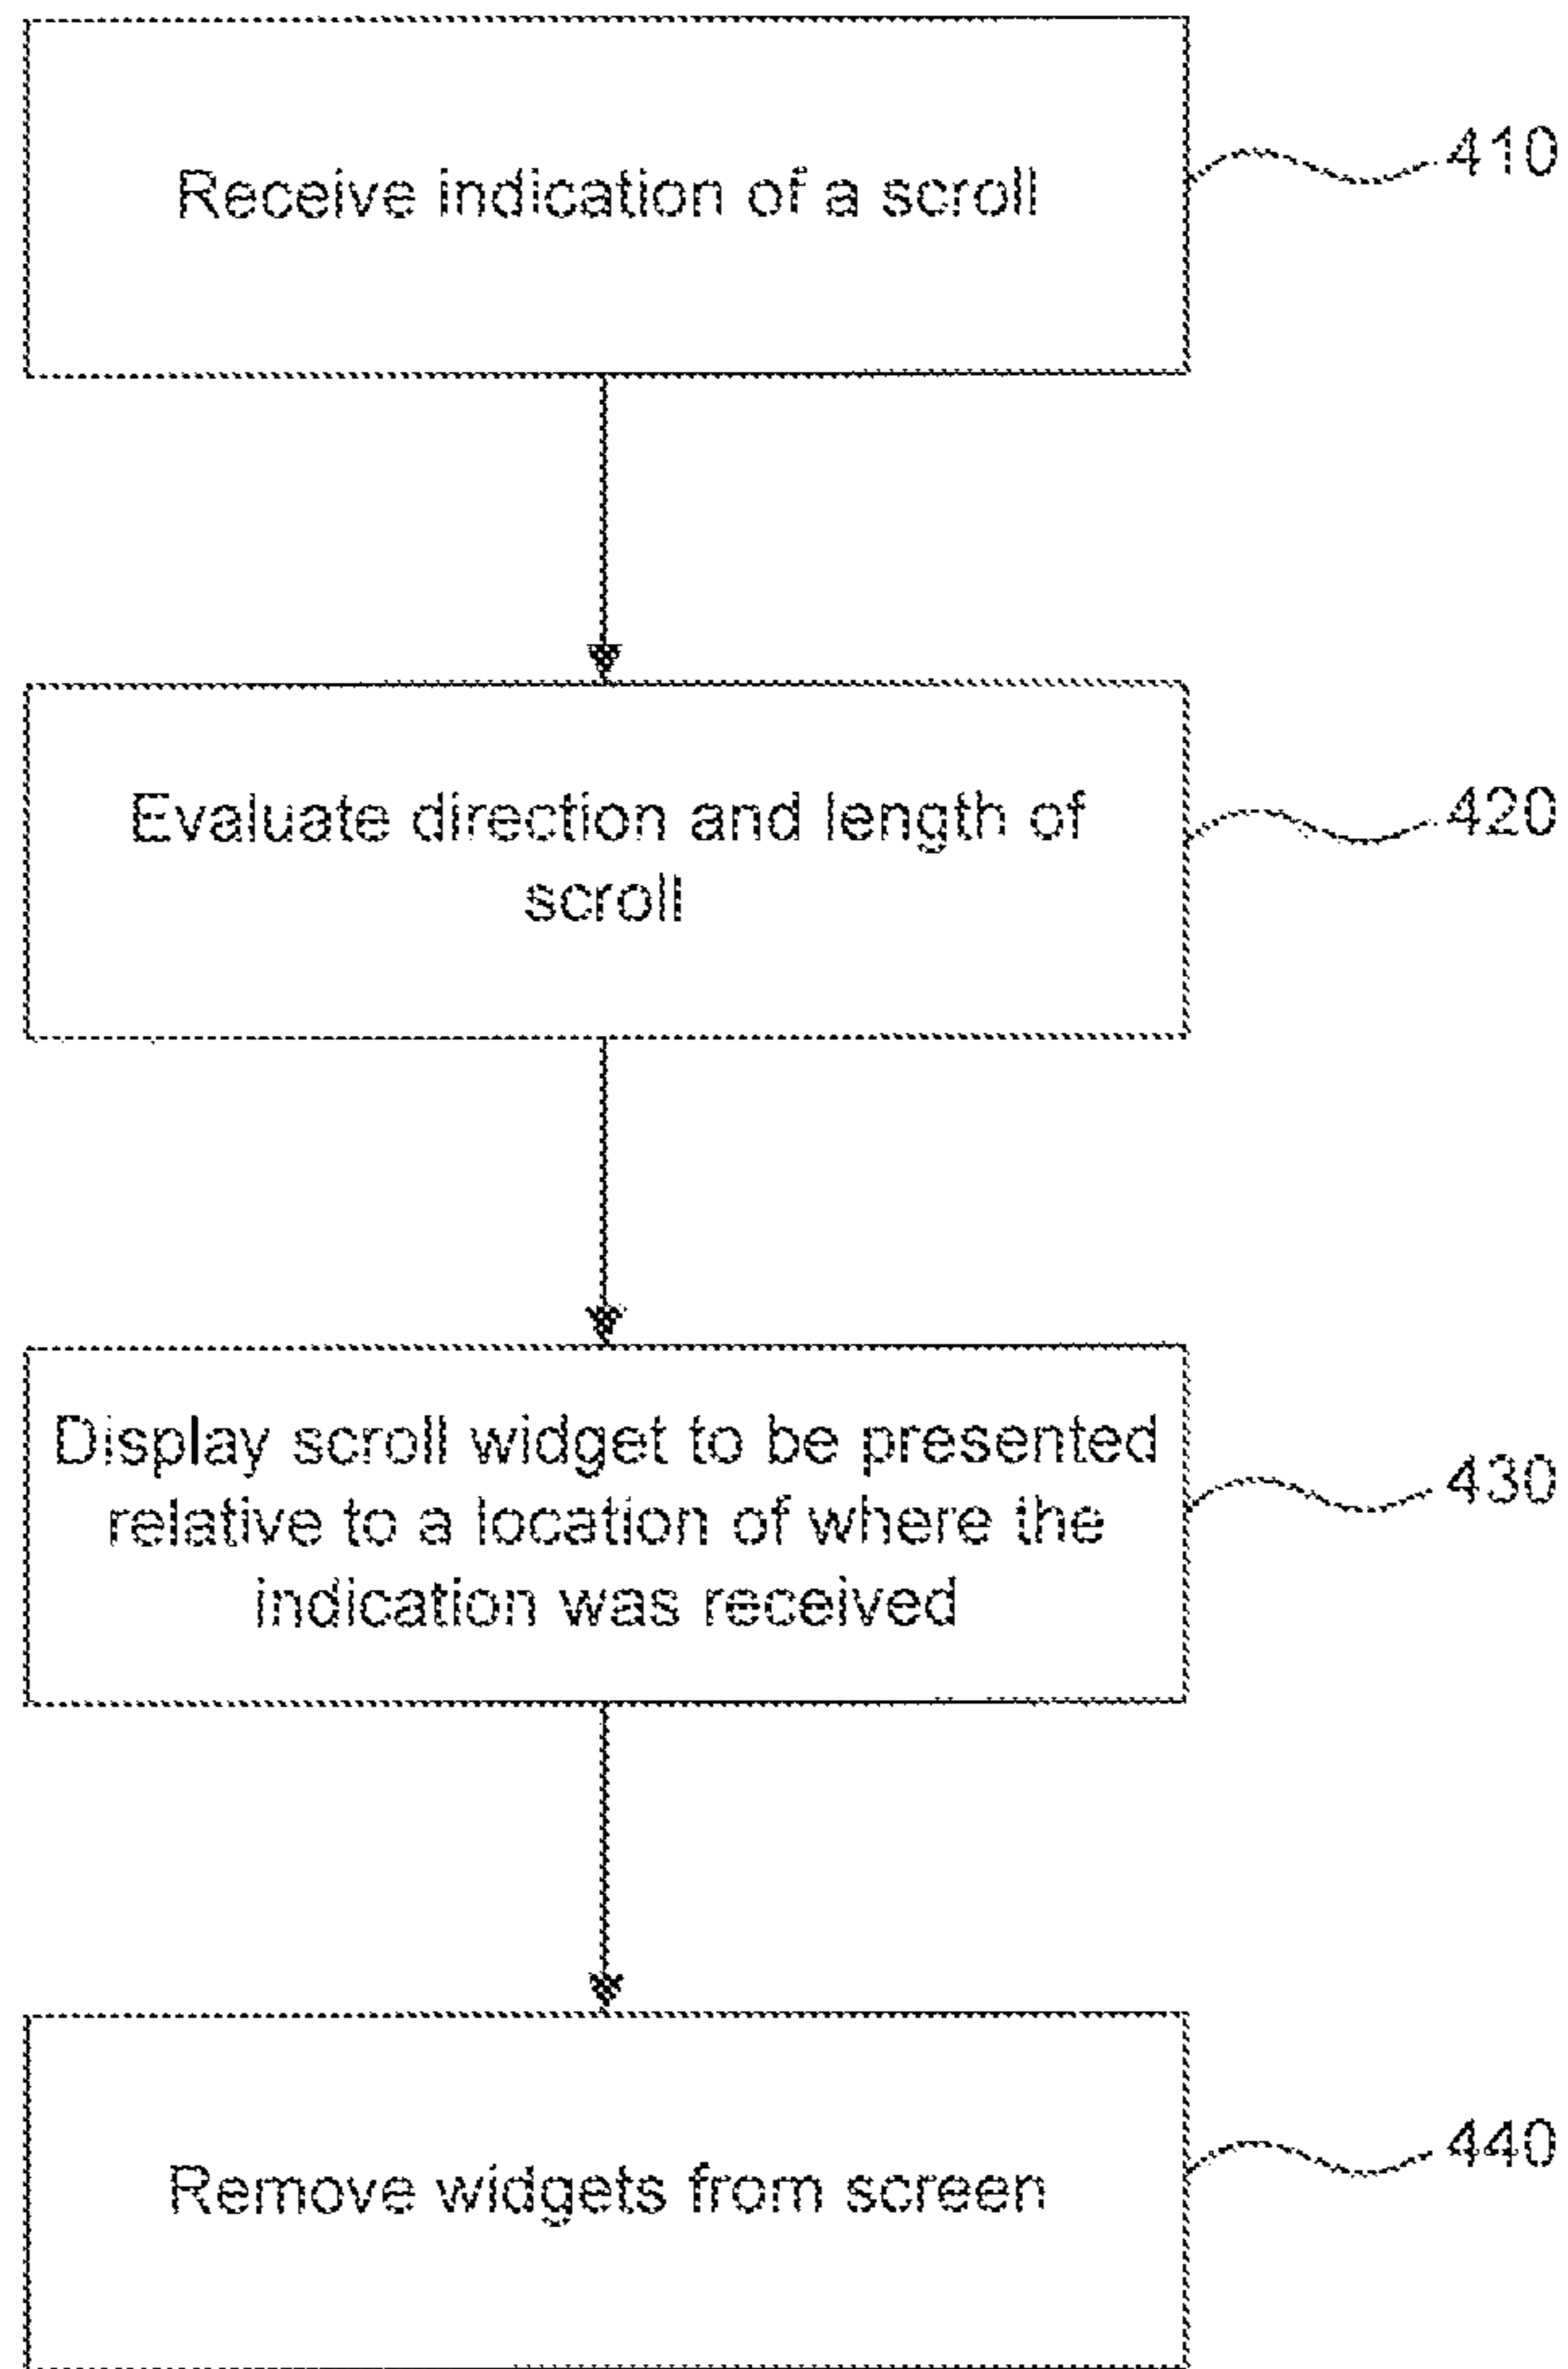 Receive indication of a scroll
410
Evaluate direction and length of
scroll
420
Display scroll widget to be presented
relative to a location of where the
indication was received
430
Remove widgets from screen
440